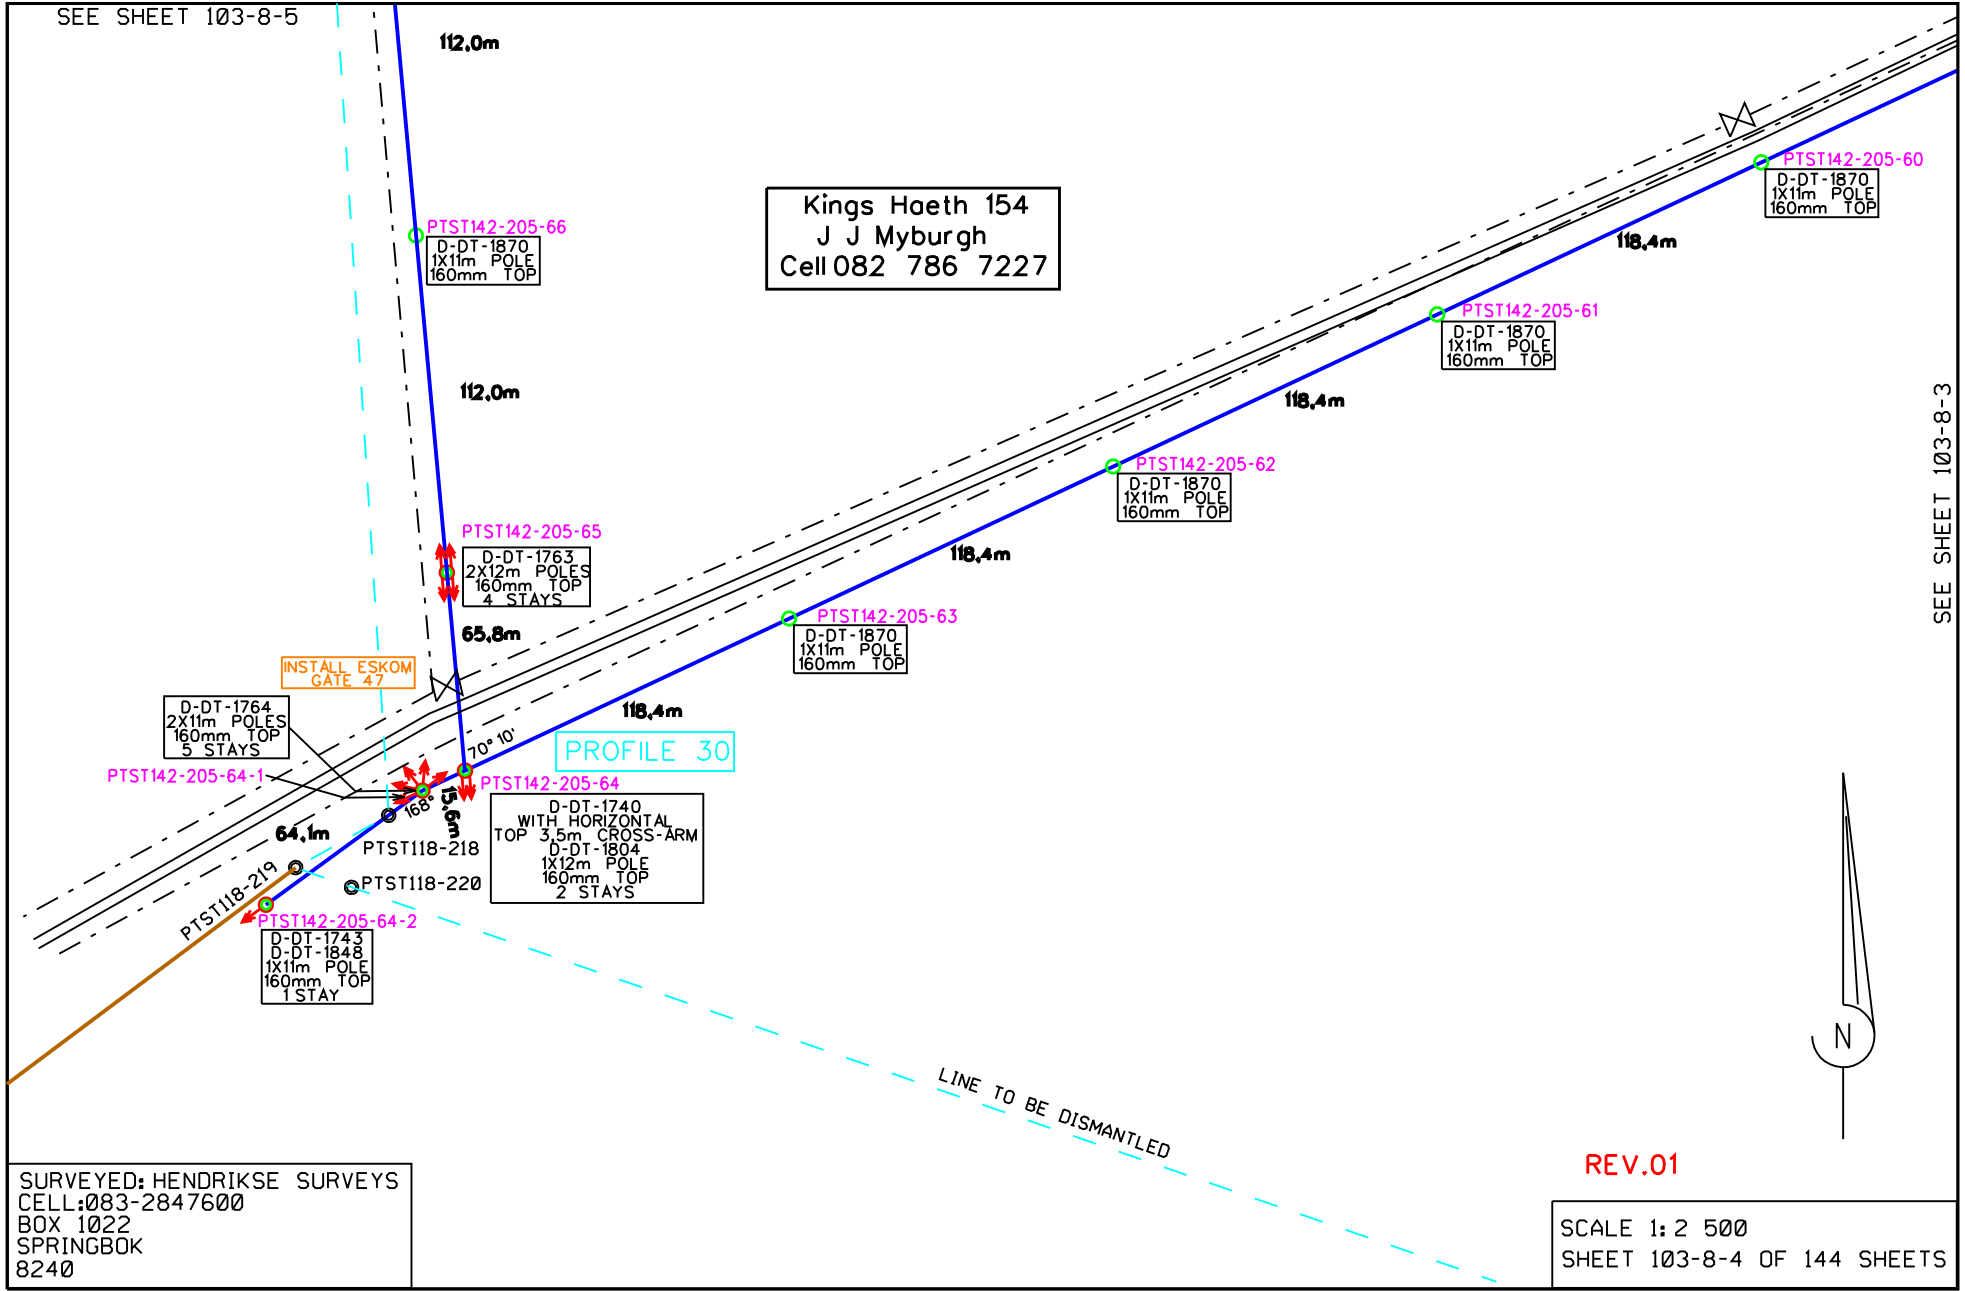 SEE SHEET 103-8-5
112,0m
PTST142-205-60
D-DT-1870
1X11m POLE
160mm TOP
Kings Haeth 154
J J Myburgh
Cell 082 786 7227
PTST142-205-66
D-DT-1870
1X11m POLE
160mm TOP
118,4m
PTST142-205-61
D-DT-1870
1X11m POLE
160mm TOP
112,0m
118,4m
SEE SHEET 103-8-3
PTST142-205-62
D-DT-1870
1X11m POLE
160mm TOP
PTST142-205-65
D-DT-1763
2X12m POLES
160mm TOP
4 STAYS
118,4m
65,8m
PTST142-205-63
D-DT-1870
1X11m POLE
160mm TOP
INSTALL ESKOM
GATE 47
D-DT-1764
2X11m POLES
160mm TOP
5 STAYS
118,4m
70° 10'
PROFILE 30
PTST142-205-64-1
PTST142-205-64
168°
15,6m
D-DT-1740
WITH HORIZONTAL
TOP 3,5m CROSS-ARM
D-DT-1804
1X12m POLE
160mm TOP
2 STAYS
64,1m
PTST118-218
PTST118-219
PTST118-220
PTST142-205-64-2
D-DT-1743
D-DT-1848
1X11m POLE
160mm TOP
1 STAY
N
LINE TO BE DISMANTLED
REV.01
SURVEYED: HENDRIKSE SURVEYS
CELL:083-2847600
BOX 1022
SPRINGBOK
8240
SCALE 1: 2 500
SHEET 103-8-4 OF 144 SHEETS